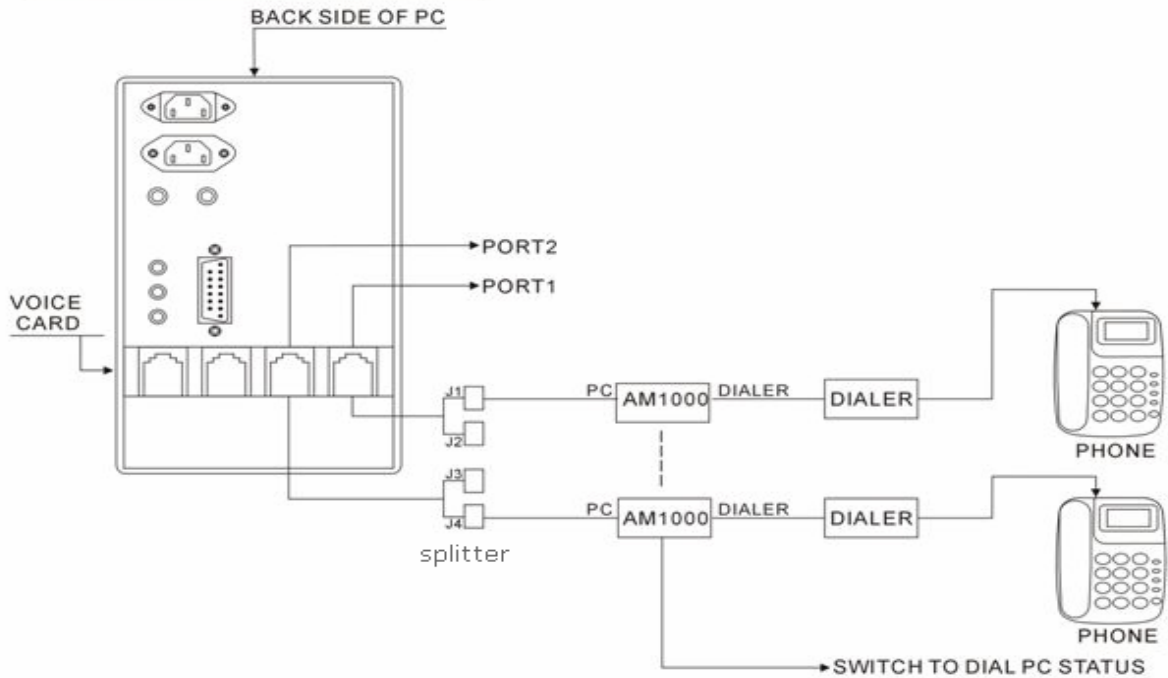 BACK SIDE OF PC
PORT2
PORT1
VOICE
CARD
J1
PC
AM1000
DIALER
DIALER
J2
PHONE
J3
PC
AM1000
DIALER
DIALER
J4
splitter
PHONE
SWITCH TO DIAL PC STATUS